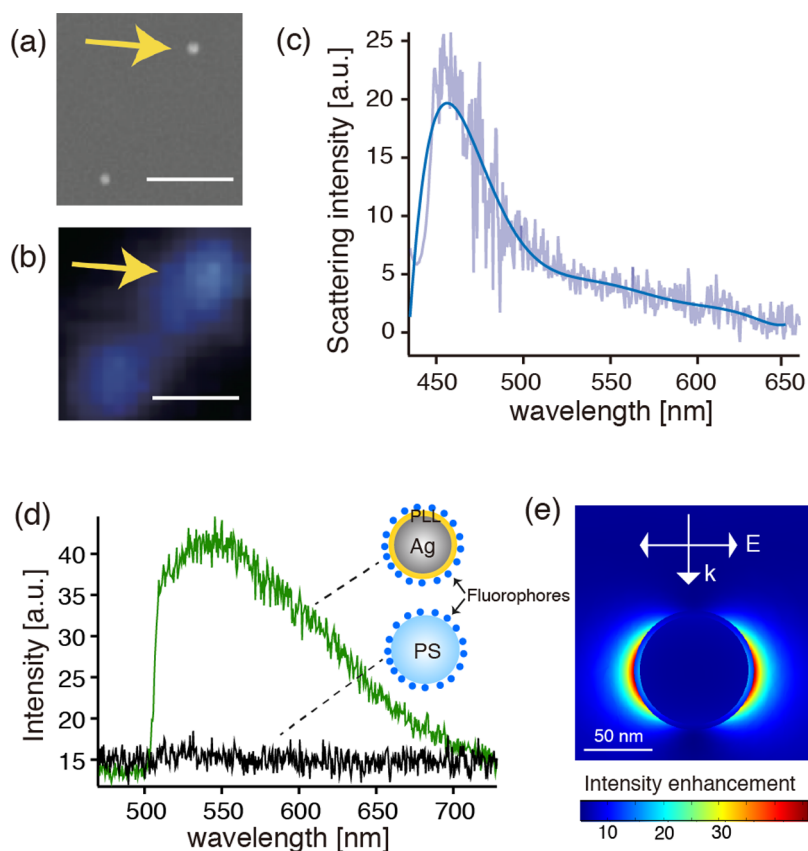 (a)
(b)
(c)
Scattering intensity [a.u.]
25
20
15
10
5
0
450 500 550 600 650
wavelength [nm]
(d)
Intensity [a.u.]
40
35
30
25
20
15
500 550 600 650 700
wavelength [nm]
PLL
Ag
Fluorophores
PS
(e)
E
k
50 nm
Intensity enhancement
10 20 30